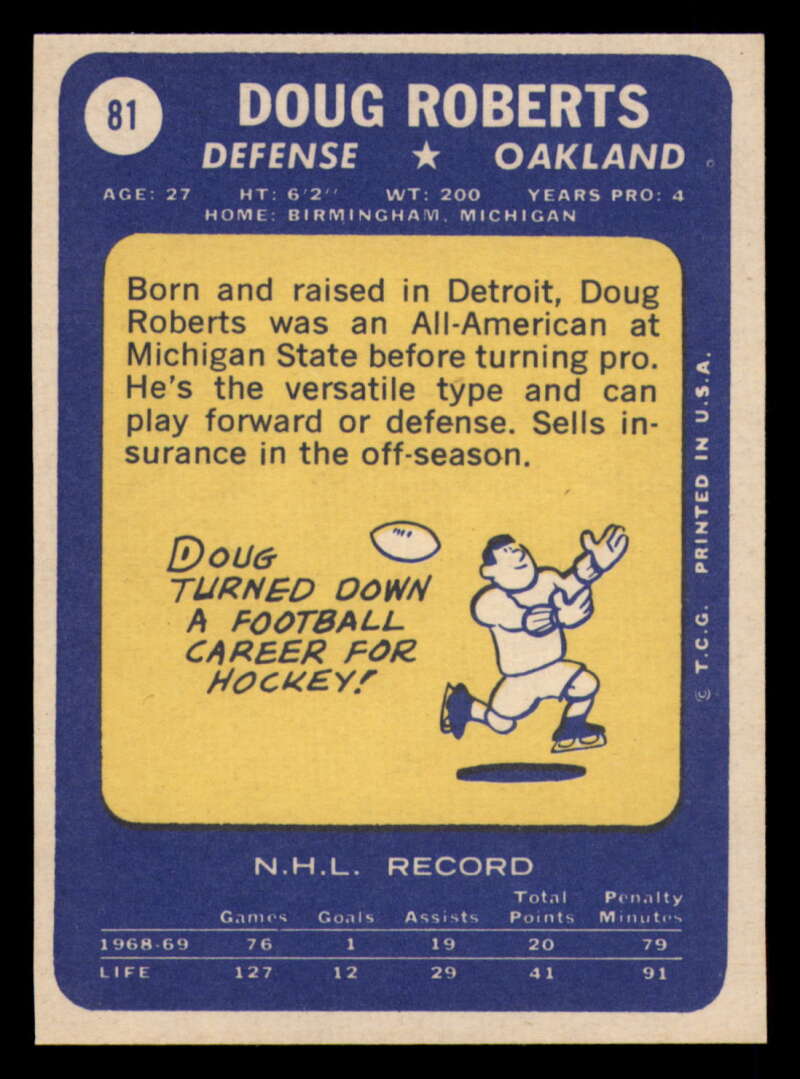 81
DOUG ROBERTS
DEFENSE ★ OAKLAND
AGE: 27 HT: 6'2'' WT: 200 YEARS PRO: 4
HOME: BIRMINGHAM, MICHIGAN
Born and raised in Detroit, Doug
Roberts was an All-American at
Michigan State before turning pro.
He's the versatile type and can
play forward or defense. Sells in-
surance in the off-season.
DOUG
TURNED DOWN
A FOOTBALL
CAREER FOR
HOCKEY!
© T.C.G. PRINTED IN U.S.A.
N.H.L. RECORD
Games Goals Assists Total Points Penalty Minutes
1968-69 76 1 19 20 79
LIFE 127 12 29 41 91